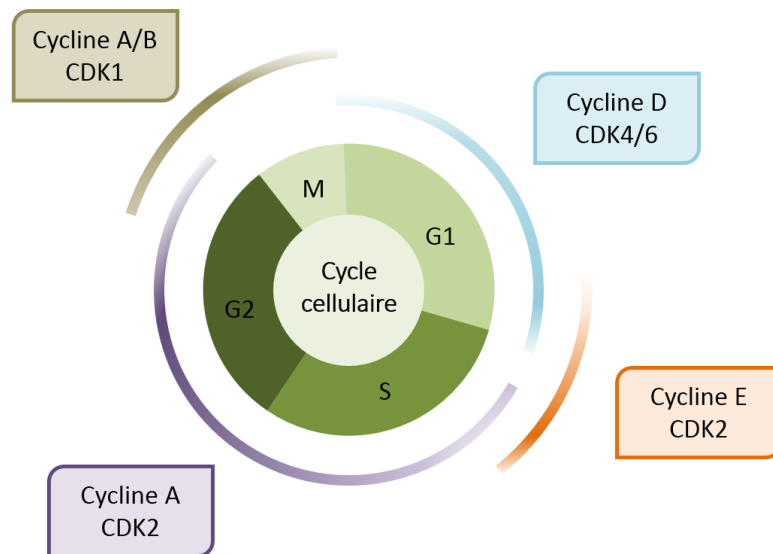 Cycline A/B
CDK1
Cycline D
CDK4/6
M
G1
Cycle
cellulaire
G2
S
Cycline E
CDK2
Cycline A
CDK2